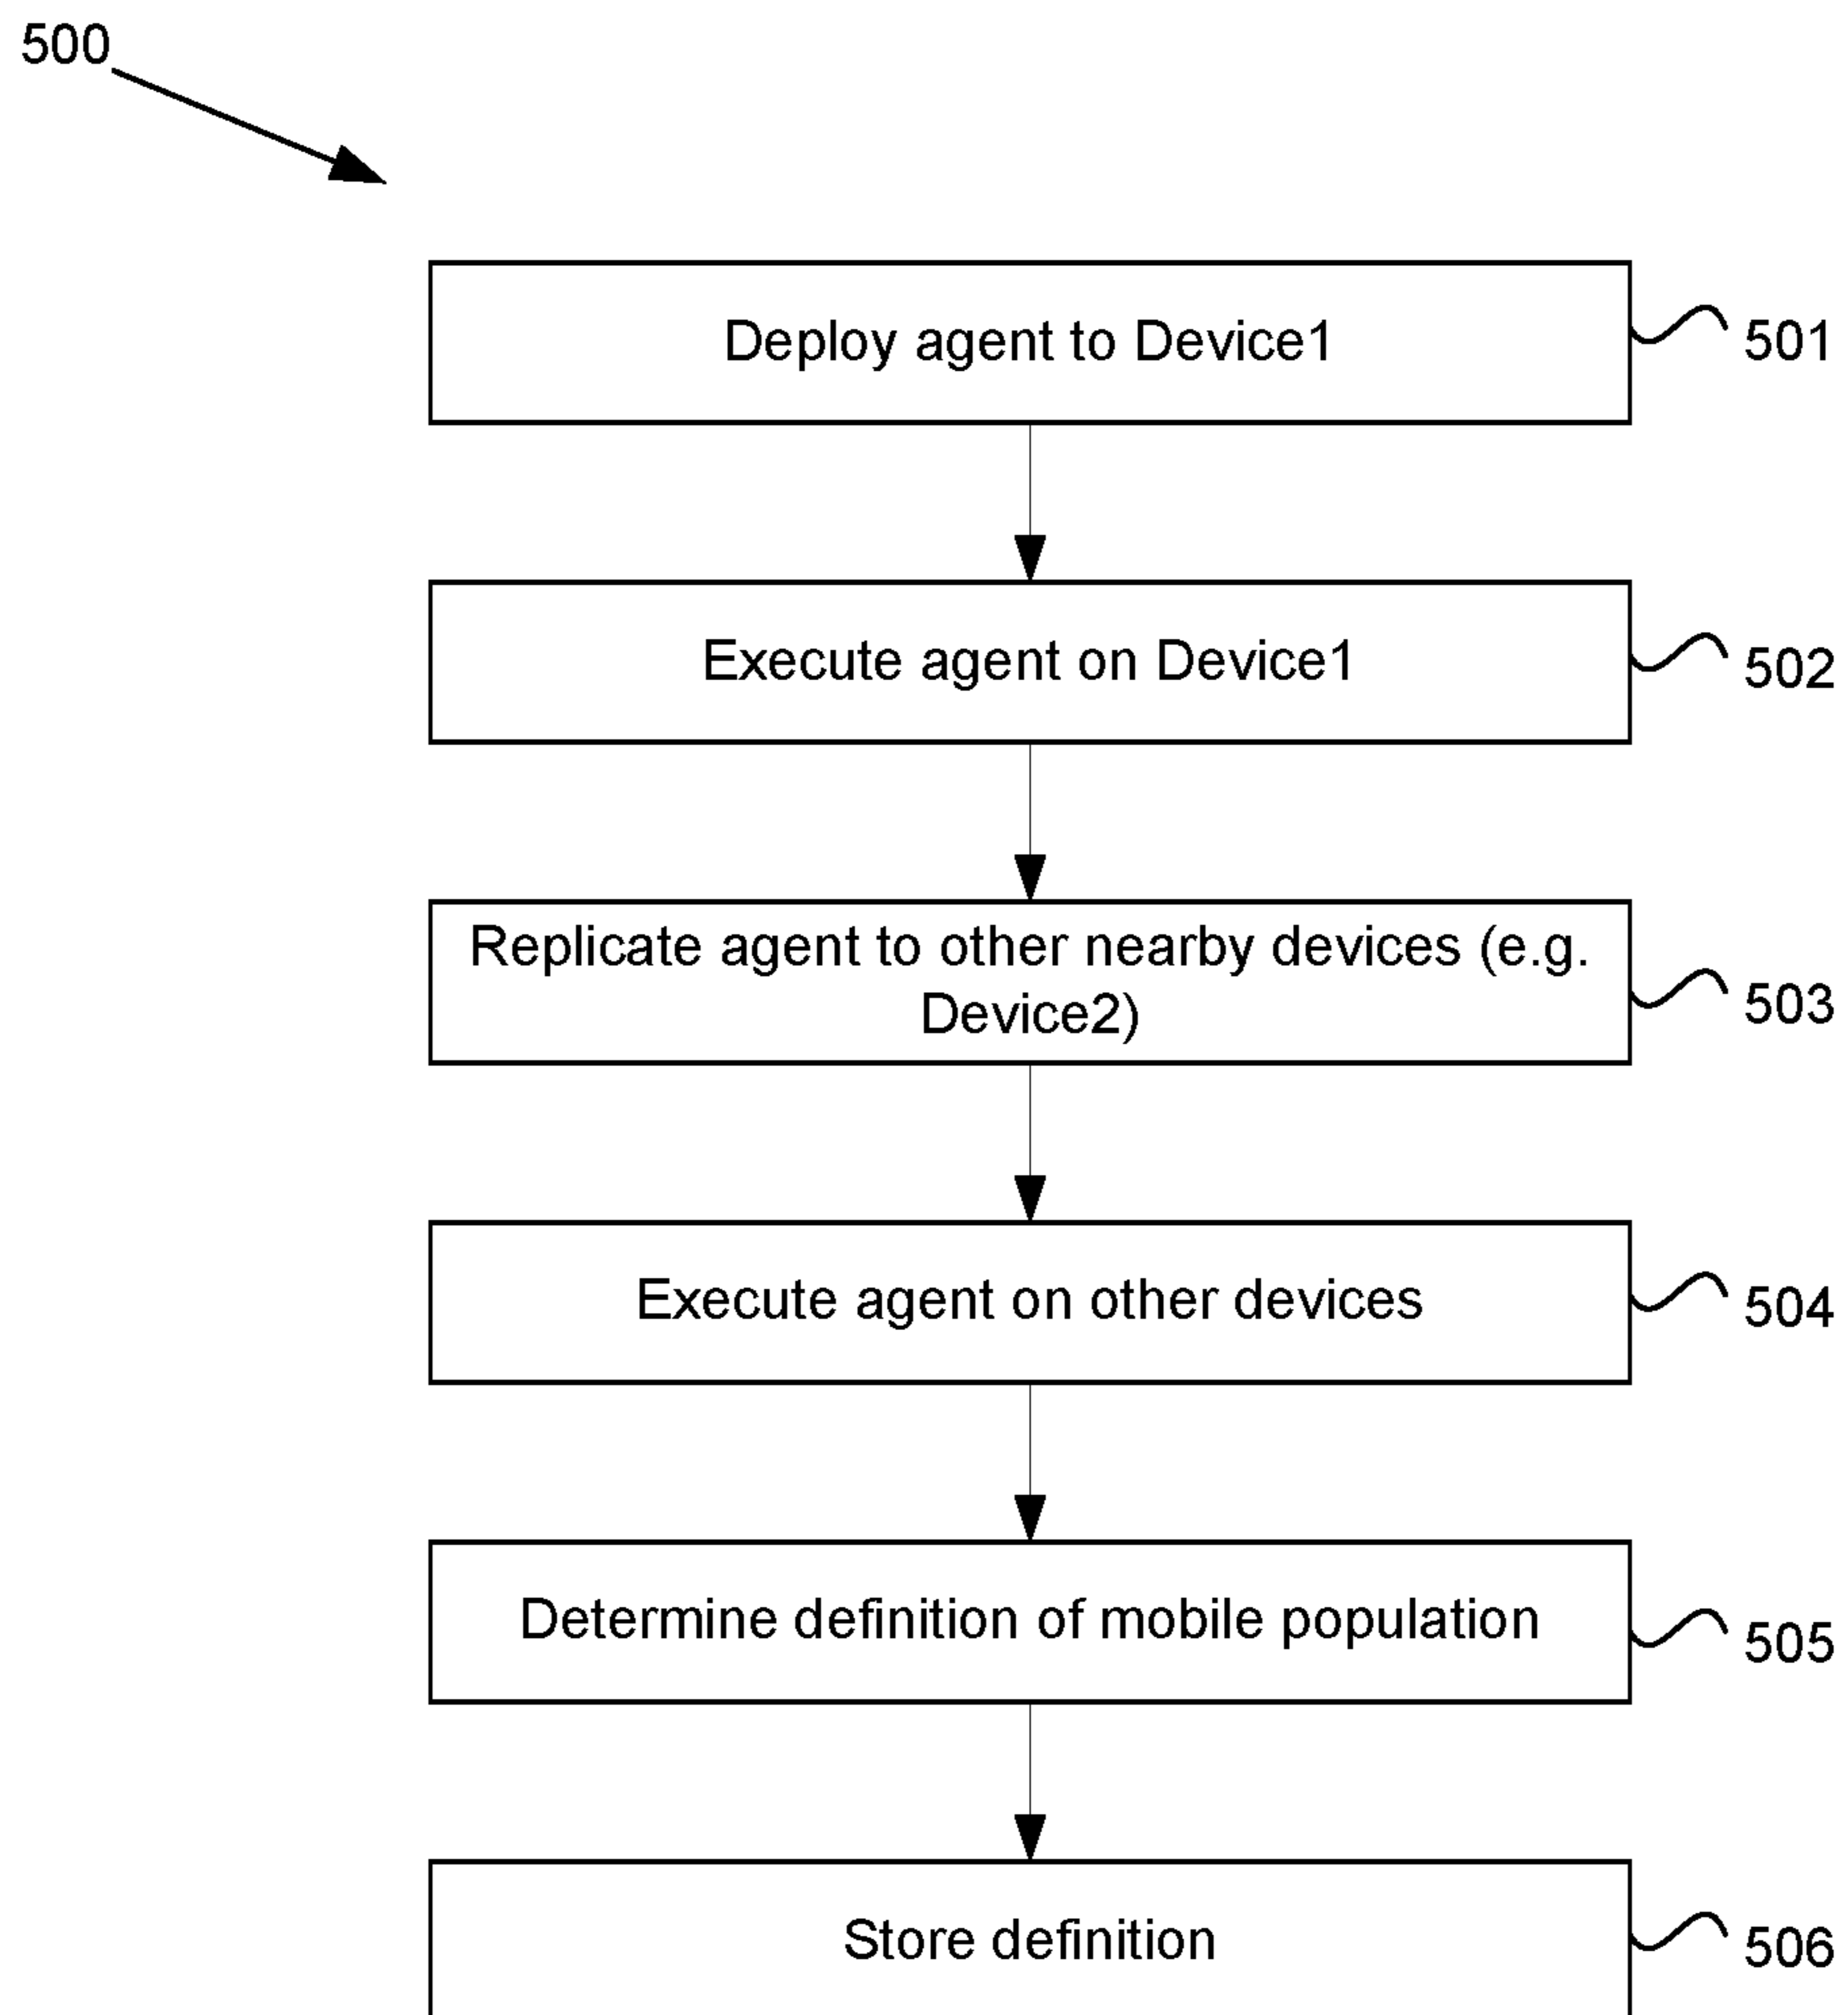 500
Deploy agent to Device1
501
Execute agent on Device1
502
Replicate agent to other nearby devices (e.g.
Device2)
503
Execute agent on other devices
504
Determine definition of mobile population
505
Store definition
506